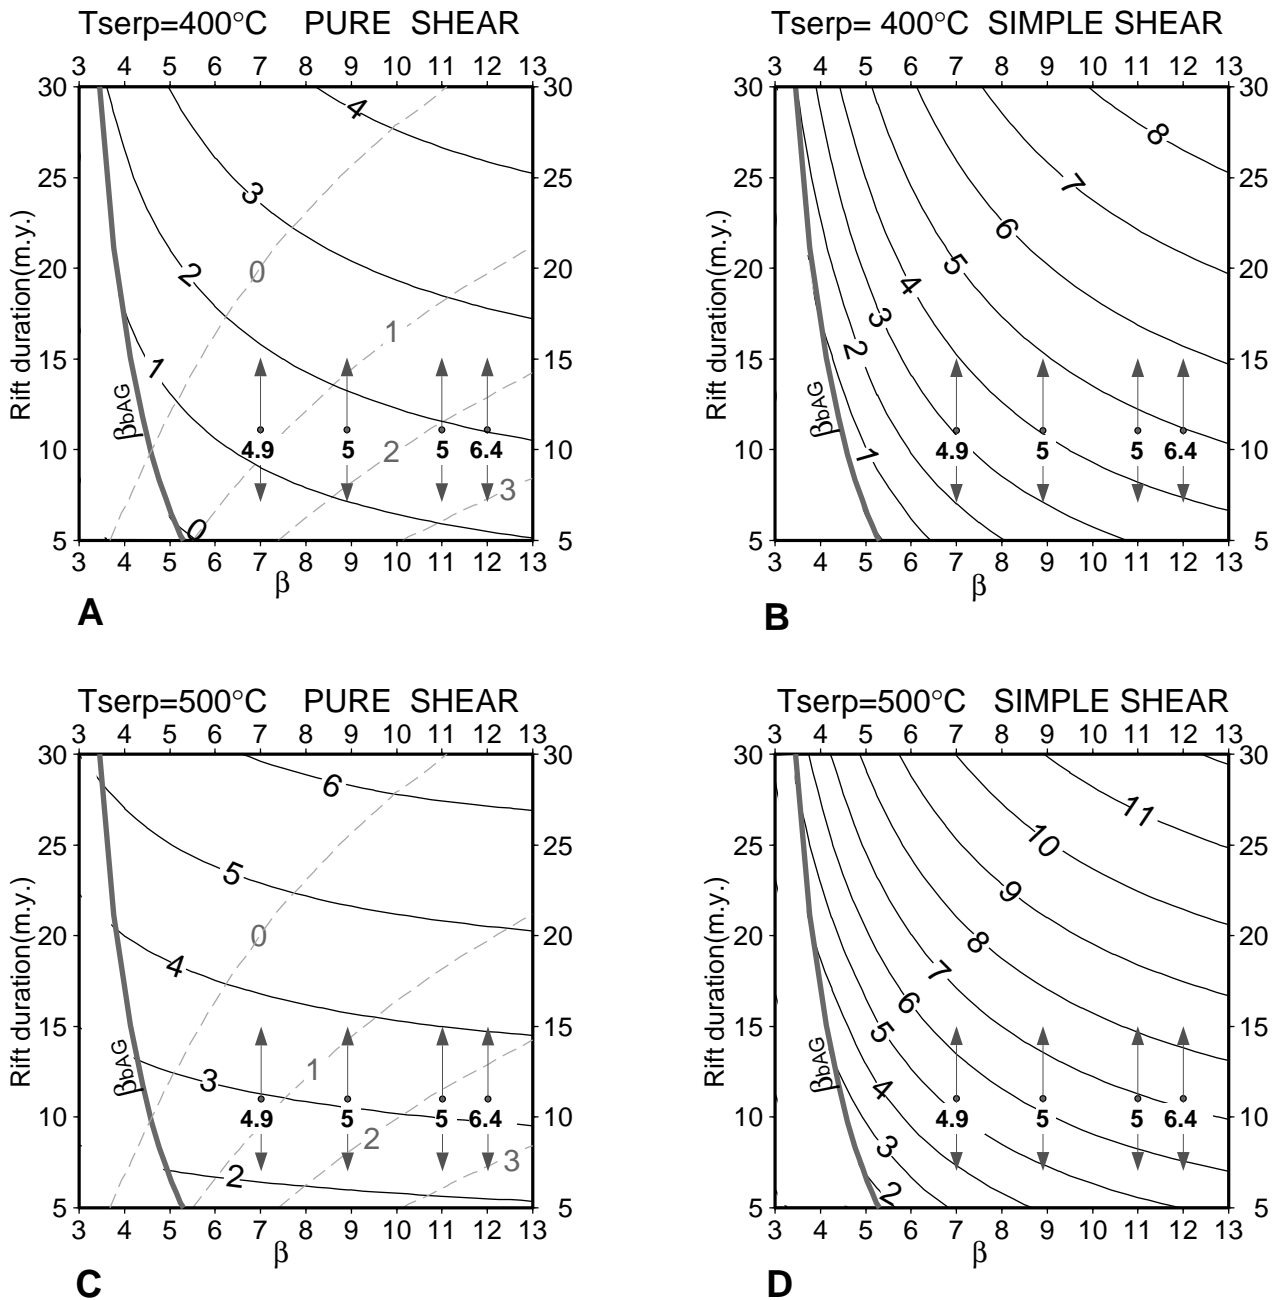 Tserp=400°C PURE SHEAR
3 4 5 6 7 8 9 10 11 12 13
30 4 30
25 3 25
Rift duration(m.y.)
20 2 0 20
1
15 1 15
βbAG
10 4.9 5 2 5 6.4 10
3
5 0 5
3 4 5 6 7 8 9 10 11 12 13
β
A
Tserp= 400°C SIMPLE SHEAR
3 4 5 6 7 8 9 10 11 12 13
30 8 30
25 7 25
6
Rift duration(m.y.)
20 4 5 20
3
15 2 15
βbAG
10 1 4.9 5 5 6.4 10
5 5
3 4 5 6 7 8 9 10 11 12 13
β
B
Tserp=500°C PURE SHEAR
3 4 5 6 7 8 9 10 11 12 13
30 6 30
25 5 25
Rift duration(m.y.)
20 4 0 20
15 15
βbAG 3 1
10 4.9 5 2 5 6.4 10
2 3
5 5
3 4 5 6 7 8 9 10 11 12 13
β
C
Tserp=500°C SIMPLE SHEAR
3 4 5 6 7 8 9 10 11 12 13
30 11 30
25 10 25
9
Rift duration(m.y.)
20 7 8 20
6
15 5 15
βbAG 4
10 3 4.9 5 5 6.4 10
2
5 5
3 4 5 6 7 8 9 10 11 12 13
β
D